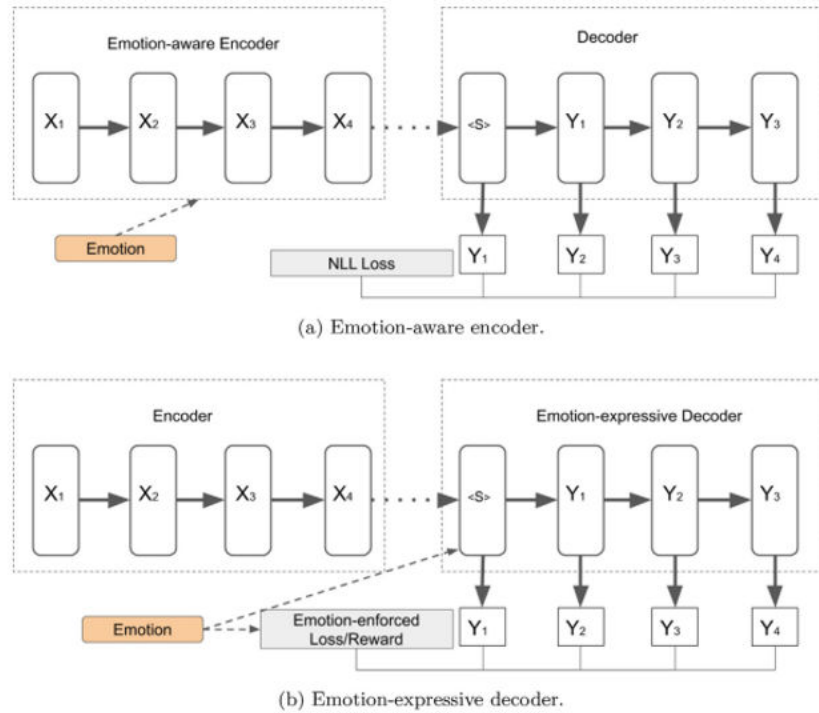 Emotion-aware Encoder
Decoder
X1 X2 X3 X4 <S> Y1 Y2 Y3
Emotion
NLL Loss
Y1 Y2 Y3 Y4
(a) Emotion-aware encoder.
Encoder
Emotion-expressive Decoder
X1 X2 X3 X4 <S> Y1 Y2 Y3
Emotion
Emotion-enforced
Loss/Reward
Y1 Y2 Y3 Y4
(b) Emotion-expressive decoder.